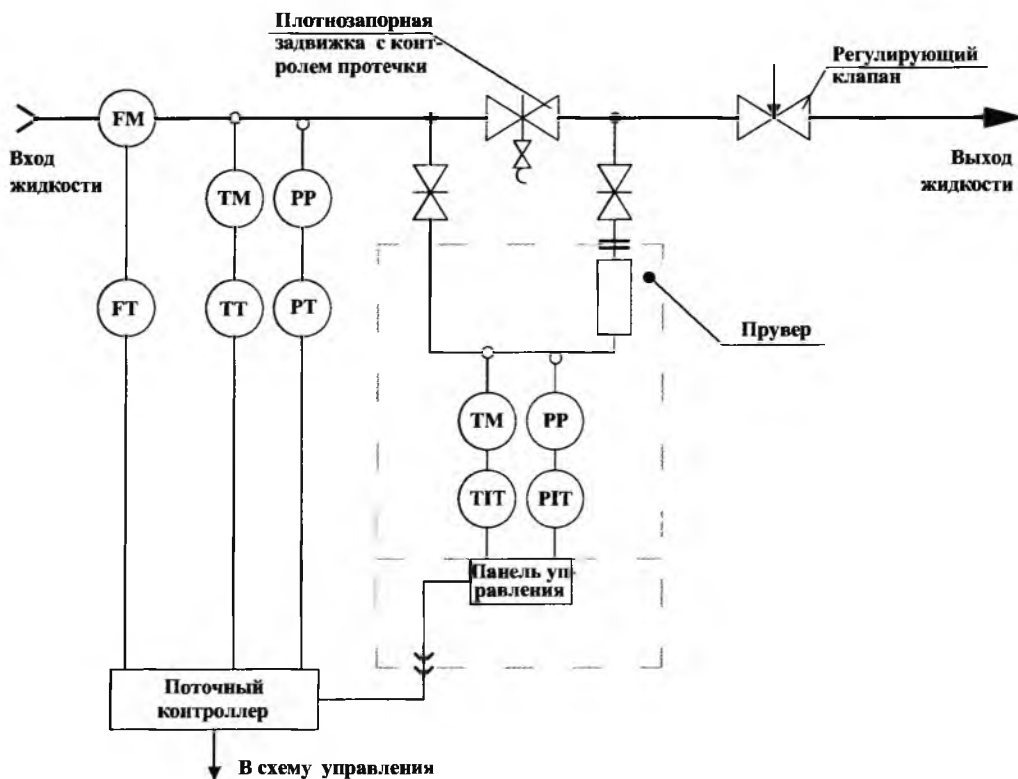 Плотнозапорная
задвижка с конт-
ролем протечки
Регулирующий
клапан
FM
Вход
жидкости
Выход
жидкости
TM
PP
FT
TT
PT
Прувер
TM
PP
TIT
PIT
Панель уп-
равления
Поточный
контроллер
В схему управления